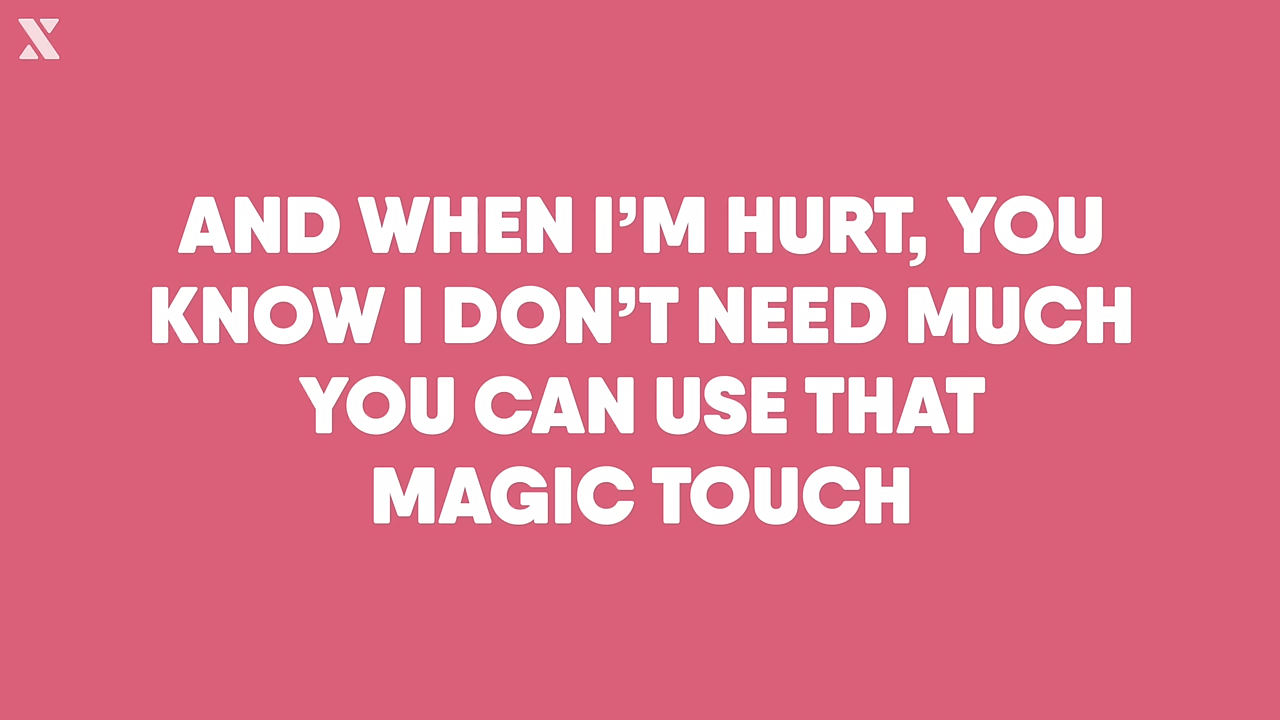 AND WHEN I’M HURT, YOU
KNOW I DON’T NEED MUCH
YOU CAN USE THAT
MAGIC TOUCH